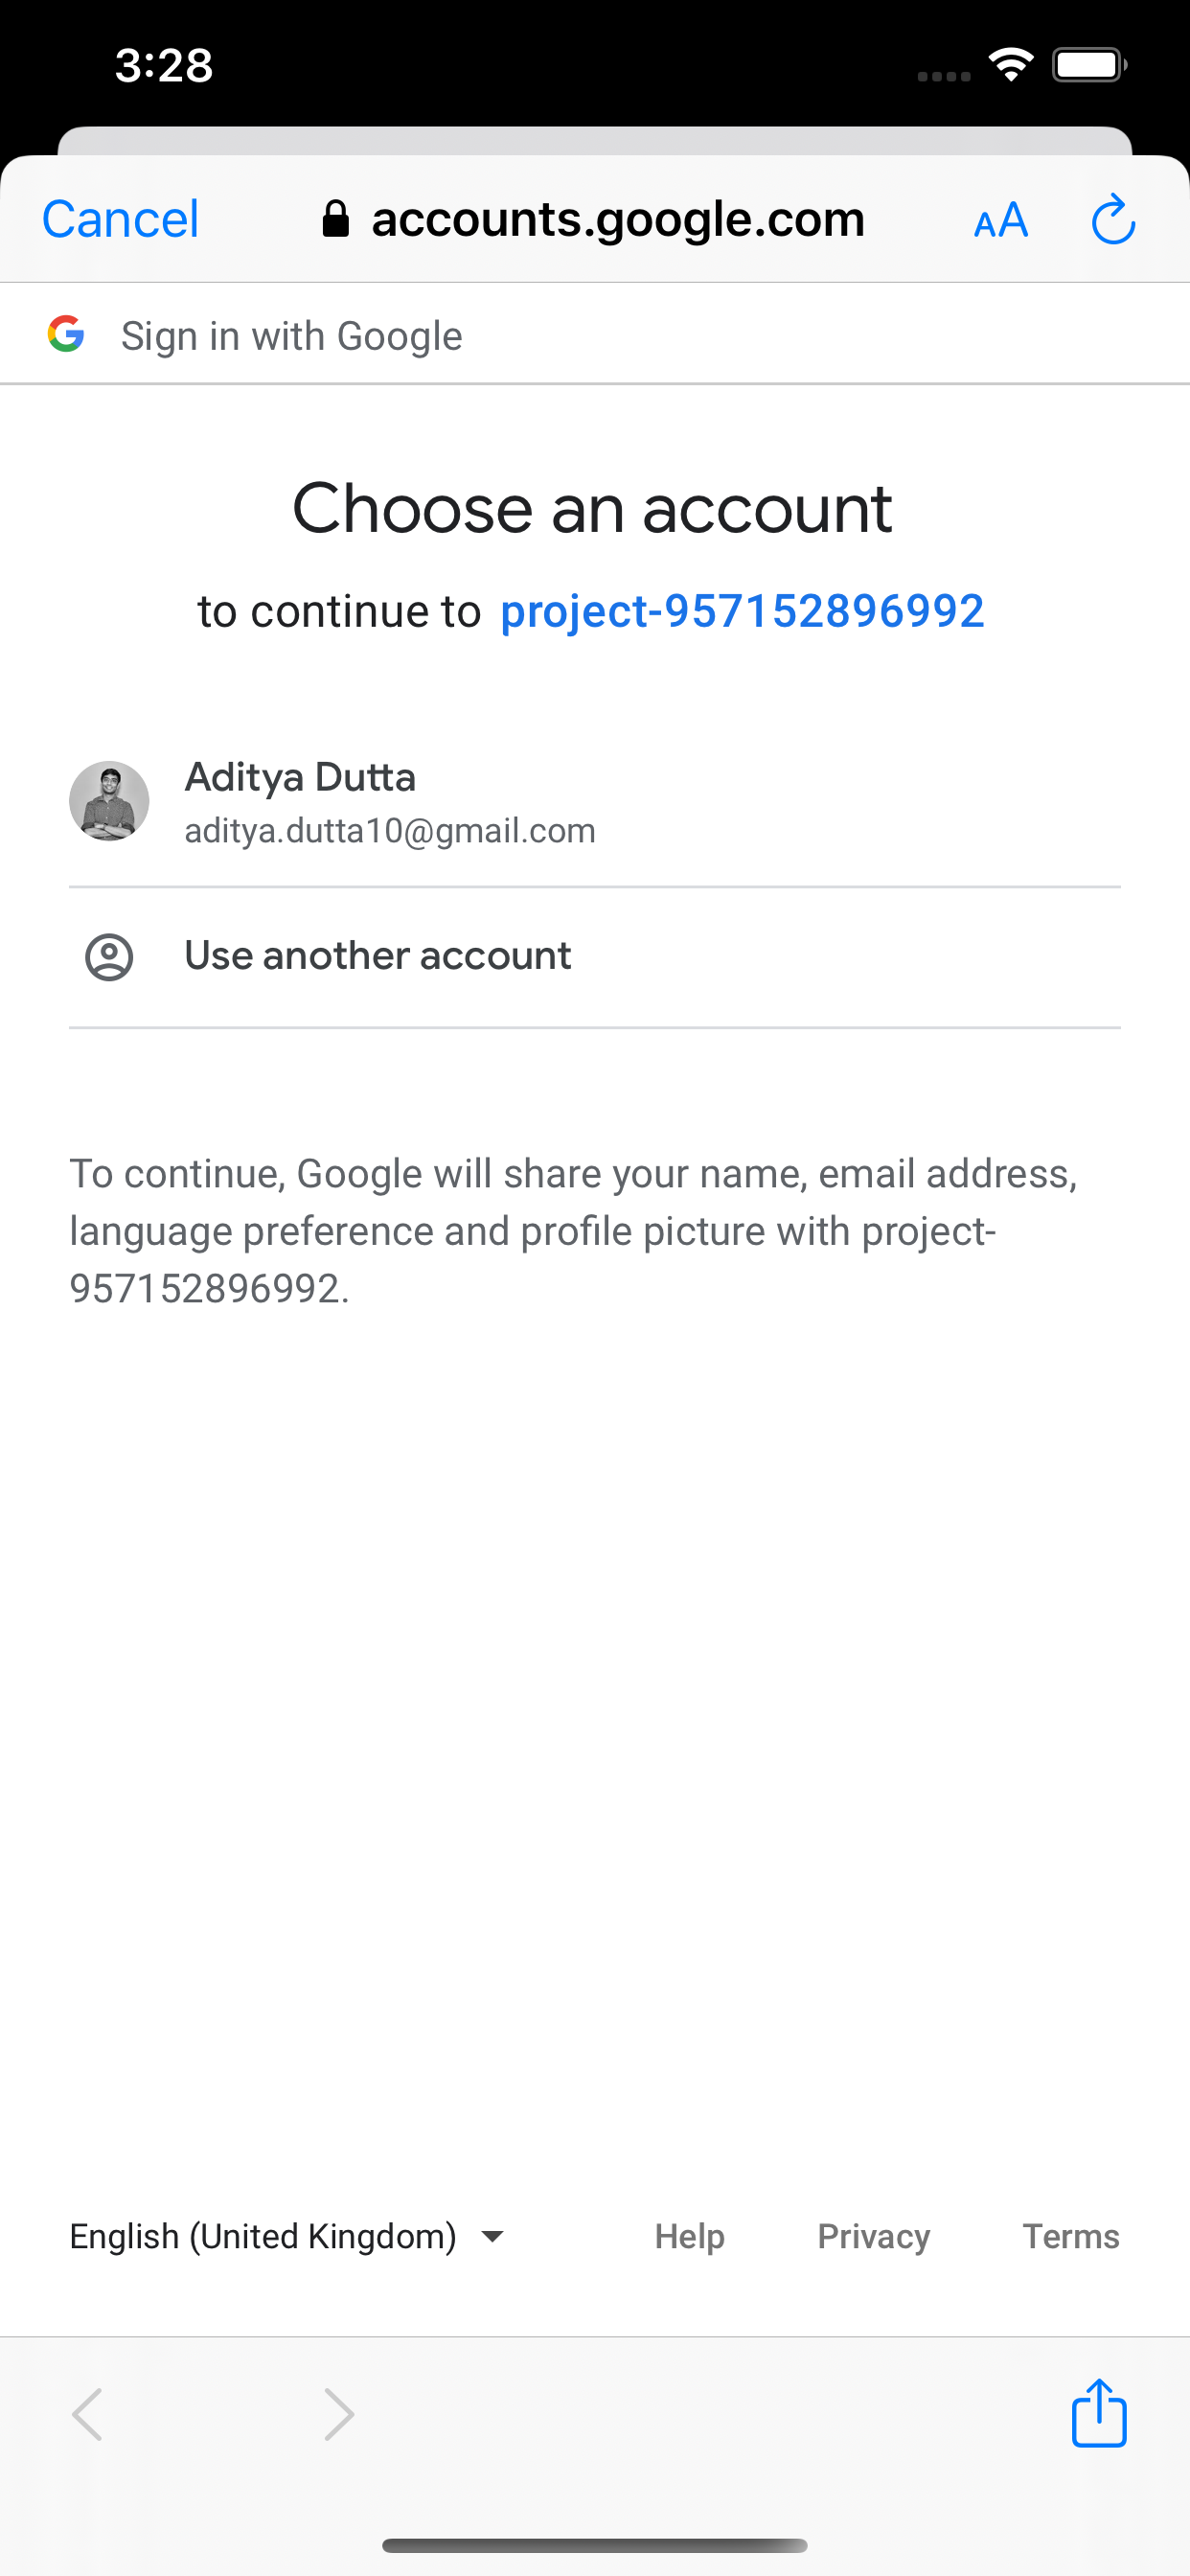 3:28
Cancel
accounts.google.com
AA
Sign in with Google
Choose an account
to continue to project-957152896992
Aditya Dutta
aditya.dutta10@gmail.com
Use another account
To continue, Google will share your name, email address,
language preference and profile picture with project-
957152896992.
English (United Kingdom)
Help
Privacy
Terms